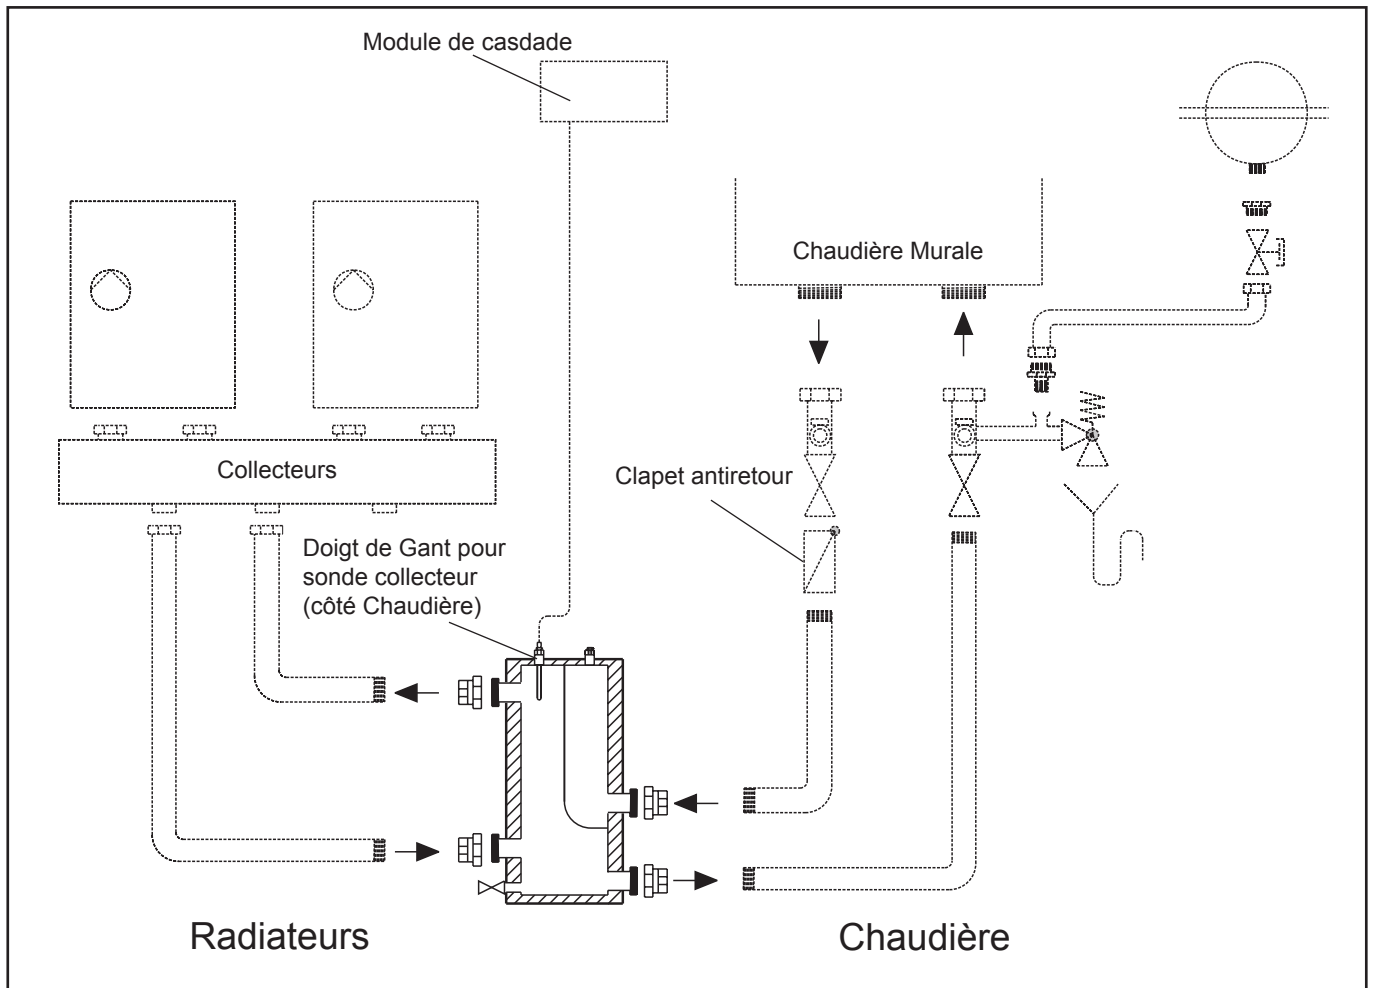 Module de casdade
Chaudière Murale
Collecteurs
Clapet antiretour
Doigt de Gant pour
sonde collecteur
(côté Chaudière)
Radiateurs
Chaudière